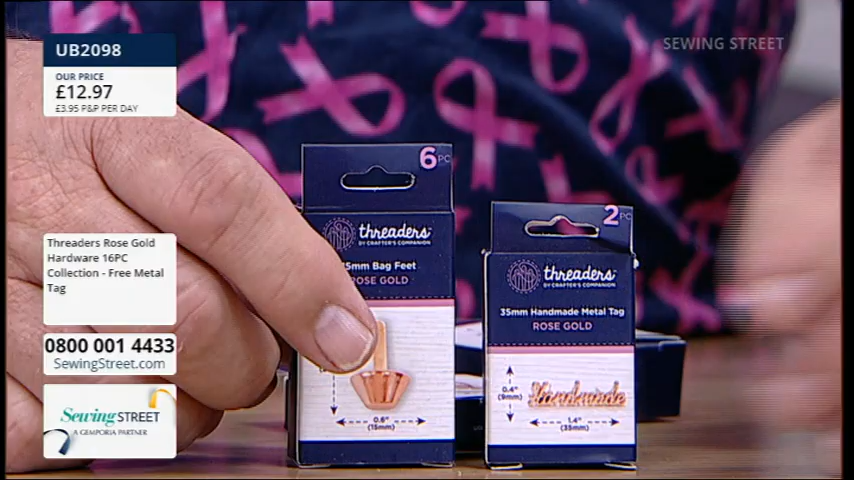 UB2098
OUR PRICE
£12.97
£3.95 P&P PER DAY
Threaders Rose Gold
Hardware 16PC
Collection - Free Metal
Tag
0800 001 4433
SewingStreet.com
Sewing STREET
A GEMPORIA PARTNER
SEWING STREET
6PC
threaders
BY CRAFTER'S COMPANION
5mm Bag Feet
ROSE GOLD
0.6"
(15mm)
2PC
threaders
BY CRAFTER'S COMPANION
35mm Handmade Metal Tag
ROSE GOLD
0.4"
(9mm)
Handmade
1.4"
(35mm)